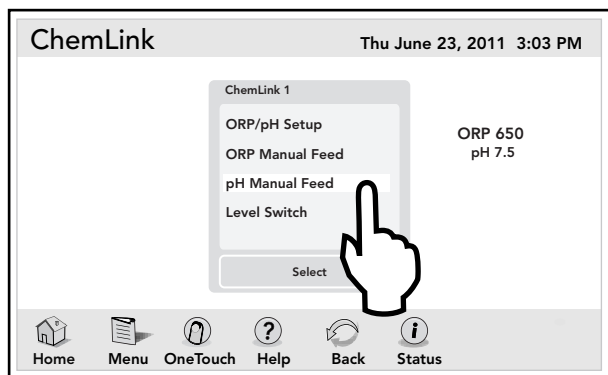 ChemLink
Thu June 23, 2011 3:03 PM
ChemLink 1
ORP/pH Setup
ORP Manual Feed
pH Manual Feed
Level Switch
Select
ORP 650
pH 7.5
Home Menu OneTouch Help Back Status